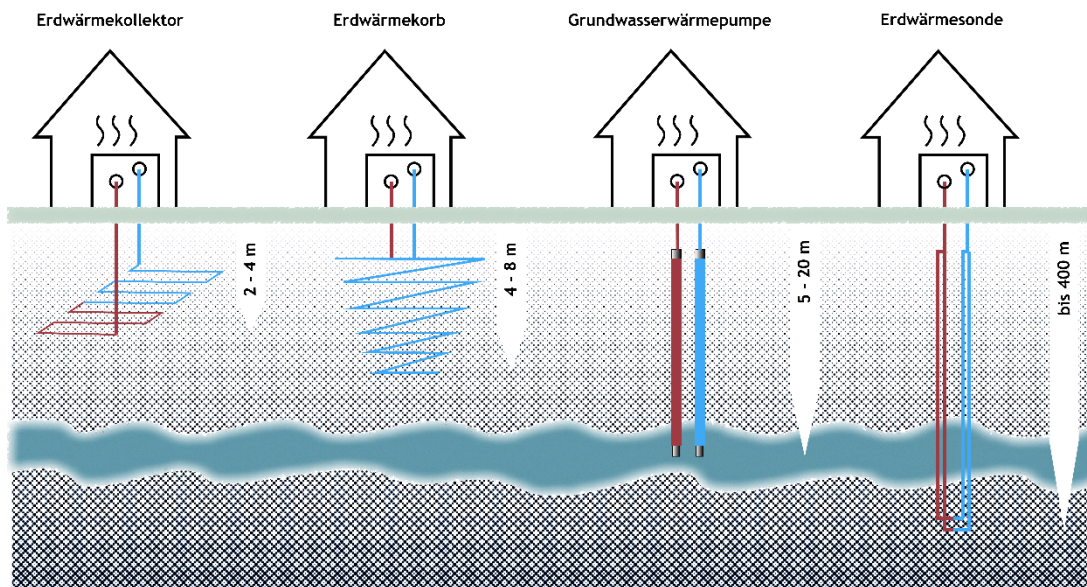 Erdwärmekollektor
Erdwärmekorb
Grundwasserwärmepumpe
Erdwärmesonde
2 - 4 m
4 - 8 m
5 - 20 m
bis 400 m